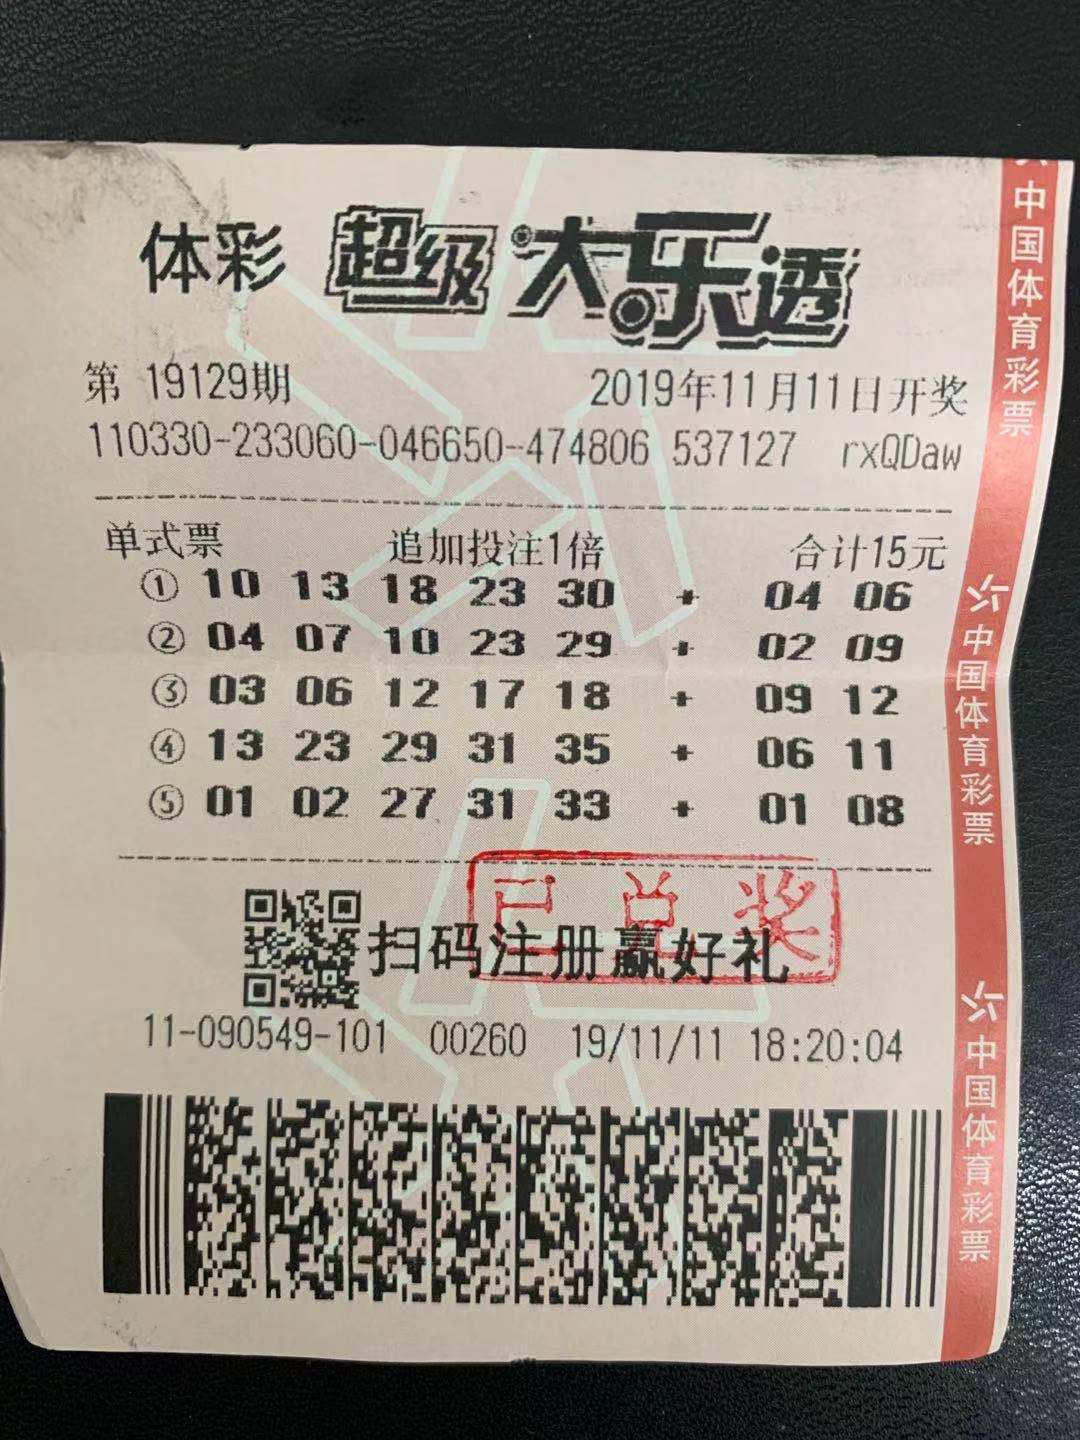 体彩 超级大乐透
第 19129期 2019年11月11日开奖
110330-233060-046650-474806 537127 rxQDaw
单式票 追加投注1倍 合计15元
① 10 13 18 23 30 + 04 06
② 04 07 10 23 29 + 02 09
③ 03 06 12 17 18 + 09 12
④ 13 23 29 31 35 + 06 11
⑤ 01 02 27 31 33 + 01 08
已兑奖
扫码注册赢好礼
11-090549-101 00260 19/11/11 18:20:04
中国体育彩票
中国体育彩票
中国体育彩票